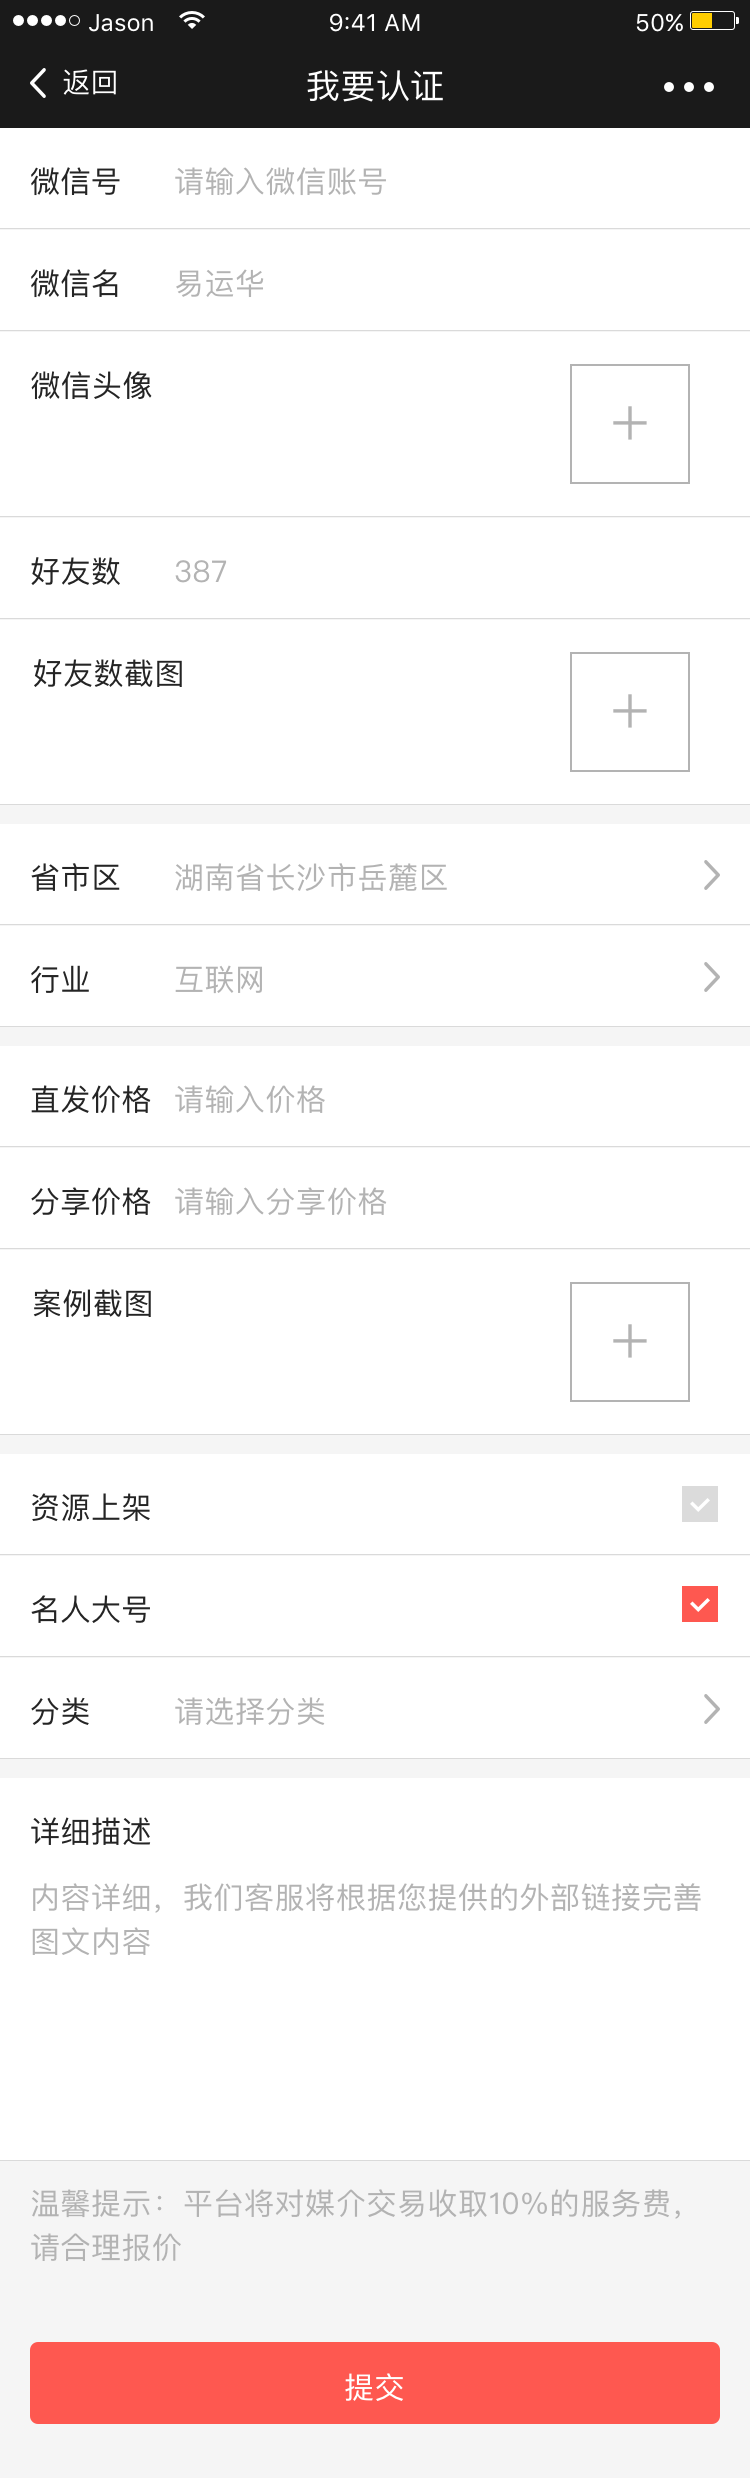 Jason 9:41 AM 50%
返回 我要认证
微信号 请输入微信账号
微信名 易运华
微信头像
好友数 387
好友数截图
省市区 湖南省长沙市岳麓区
行业 互联网
直发价格 请输入价格
分享价格 请输入分享价格
案例截图
资源上架
名人大号
分类 请选择分类
详细描述
内容详细，我们客服将根据您提供的外部链接完善
图文内容
温馨提示：平台将对媒介交易收取10%的服务费，
请合理报价
提交